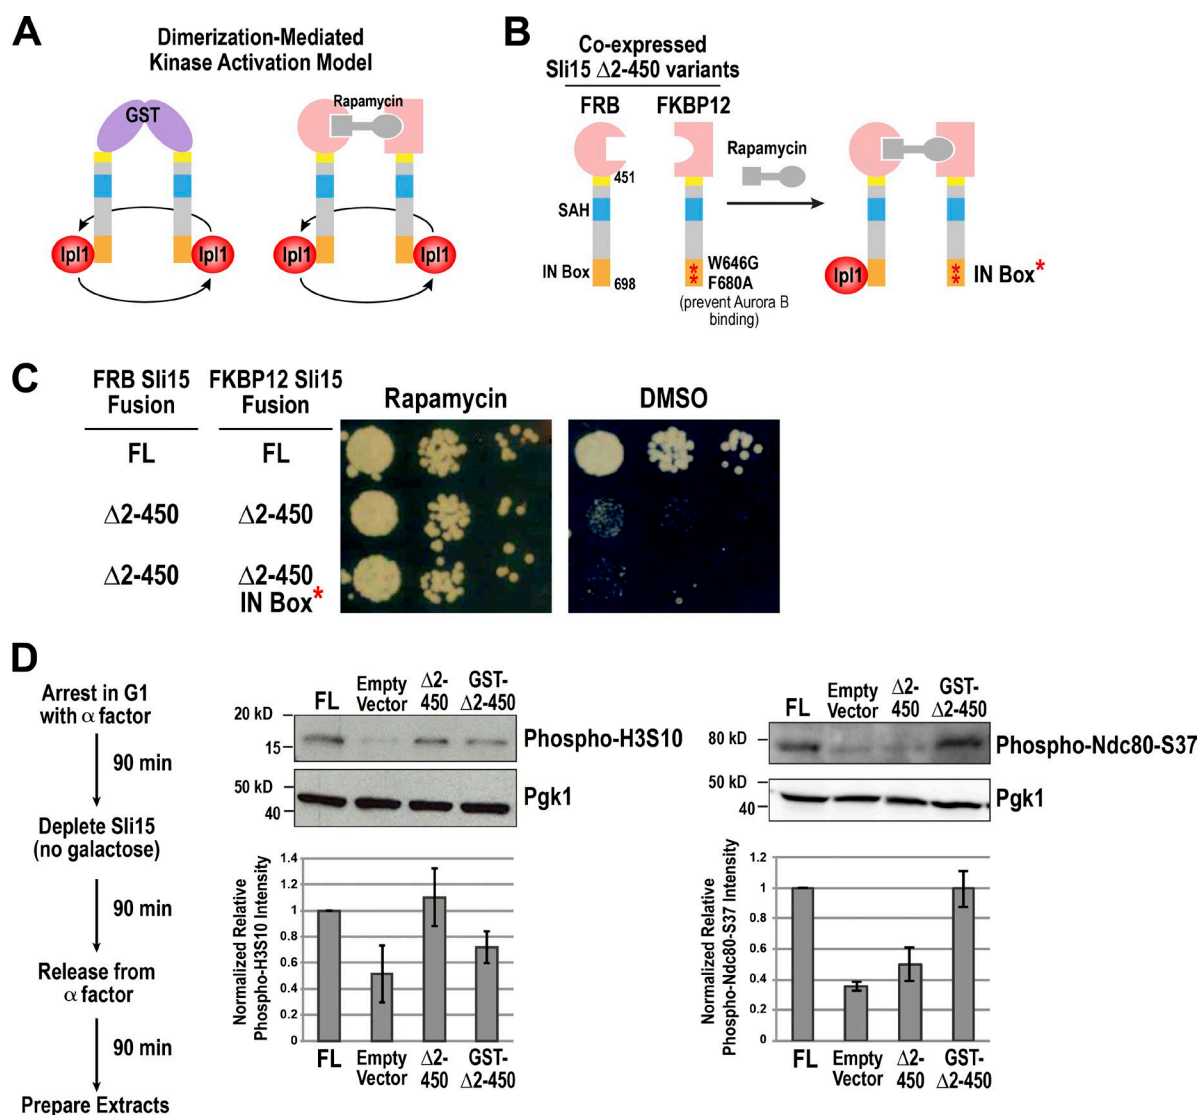 A
Dimerization-Mediated
Kinase Activation Model
GST
Rapamycin
Ipl1
Ipl1
Ipl1
Ipl1
B
Co-expressed
Sli15 Δ2-450 variants
FRB
FKBP12
Rapamycin
451
SAH
IN Box
698
W646G
F680A
(prevent Aurora B
binding)
**
**
Ipl1
IN Box*
C
FRB Sli15
Fusion
FKBP12 Sli15
Fusion
Rapamycin
DMSO
FL
FL
Δ2-450
Δ2-450
Δ2-450
Δ2-450
IN Box*
D
Arrest in G1
with α factor
90 min
Deplete Sli15
(no galactose)
90 min
Release from
α factor
90 min
Prepare Extracts
FL
Empty
Vector
Δ2-
450
GST-
Δ2-450
20 kD
15
Phospho-H3S10
50 kD
40
Pgk1
Normalized Relative
Phospho-H3S10 Intensity
1.4
1.2
1
0.8
0.6
0.4
0.2
0
FL
Empty
Vector
Δ2-
450
GST-
Δ2-450
FL
Empty
Vector
Δ2-
450
GST-
Δ2-450
80 kD
Phospho-Ndc80-S37
50 kD
40
Pgk1
Normalized Relative
Phospho-Ndc80-S37 Intensity
1.2
1
0.8
0.6
0.4
0.2
0
FL
Empty
Vector
Δ2-
450
GST-
Δ2-450